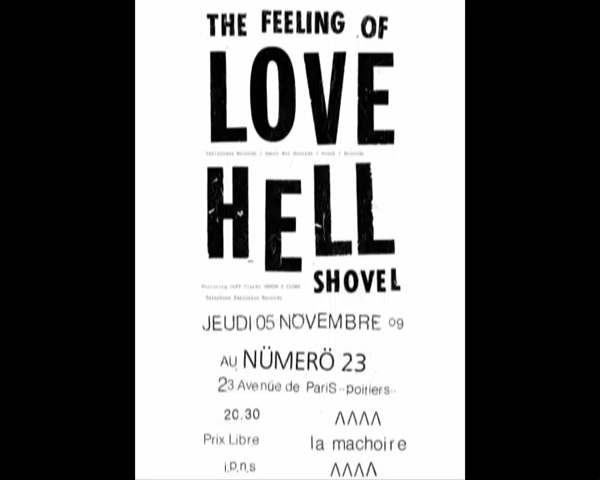 THE FEELING OF
LOVE
HELL
SHOVEL
JEUDI 05 NOVEMBRE 09
AU NÜMERÖ 23
23 Avenüe de PariS--poitiers--
20.30
ΛΛΛΛ
Prix Libre
la machoire
i.p.n.s
ΛΛΛΛ